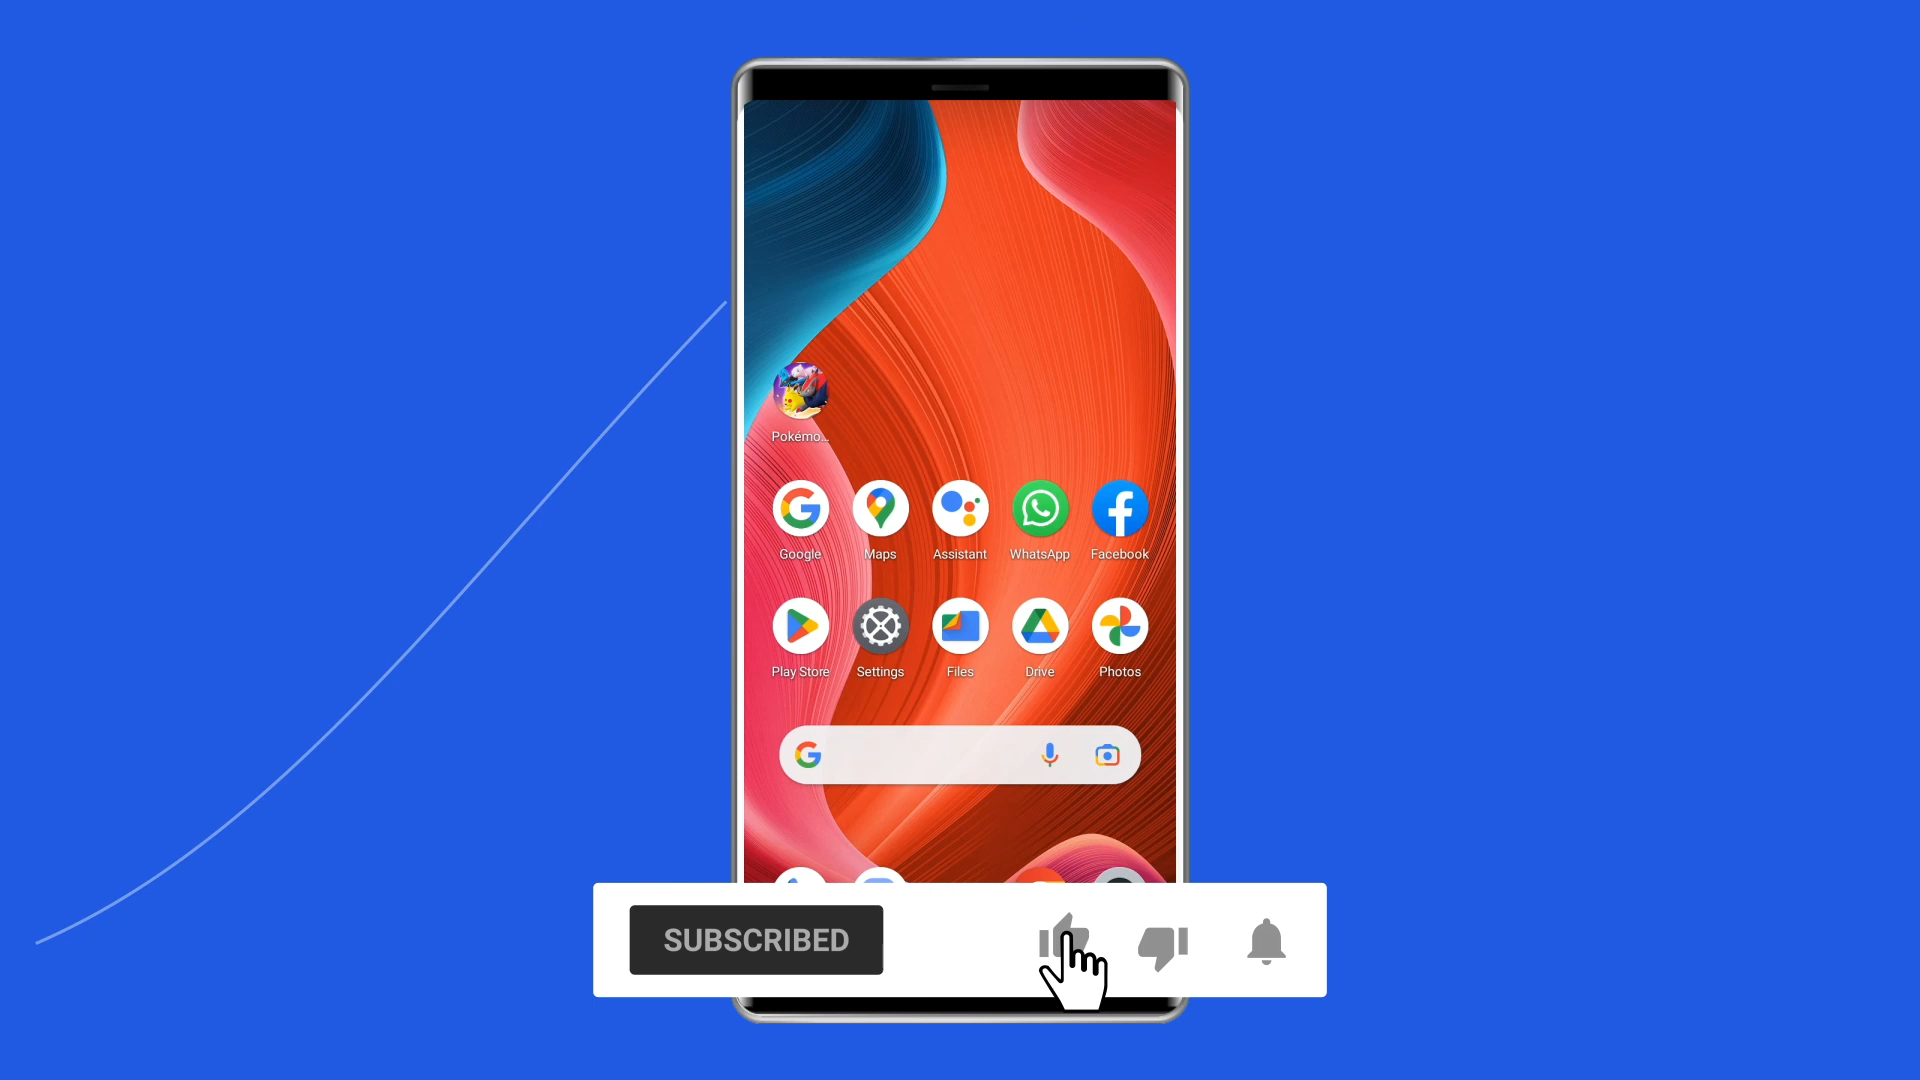 Pokémo...
Google Maps Assistant WhatsApp Facebook
Play Store Settings Files Drive Photos
SUBSCRIBED